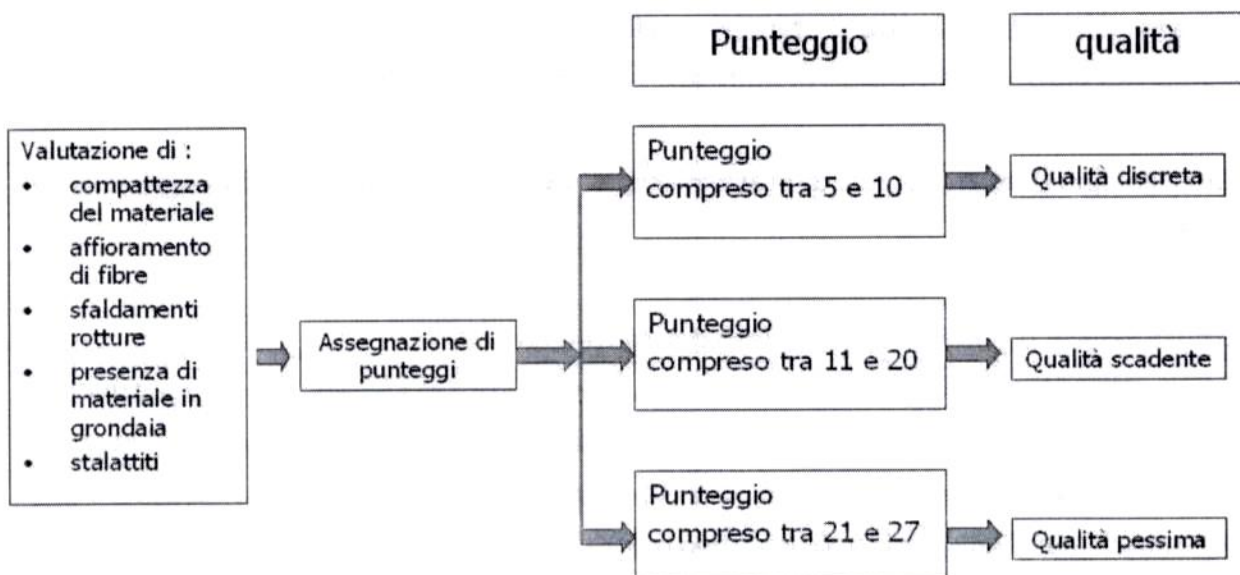 Punteggio
qualità
Valutazione di :
• compattezza
del materiale
• affioramento
di fibre
• sfaldamenti
rotture
• presenza di
materiale in
grondaia
• stalattiti
Assegnazione di
punteggi
Punteggio
compreso tra 5 e 10
Qualità discreta
Punteggio
compreso tra 11 e 20
Qualità scadente
Punteggio
compreso tra 21 e 27
Qualità pessima